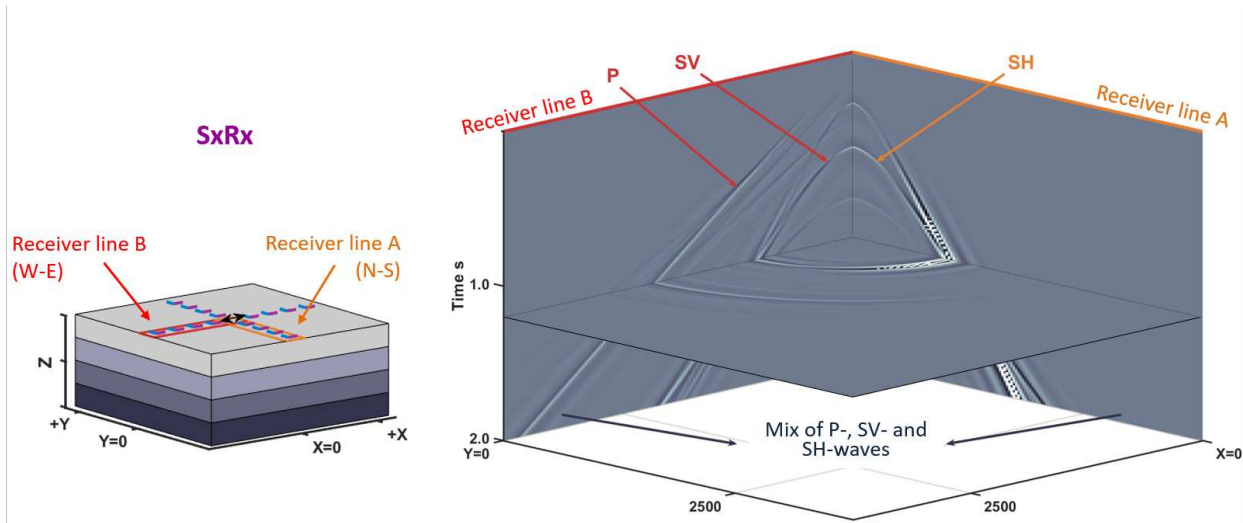 SxRx
Receiver line B
(W-E)
Receiver line A
(N-S)
Z
+Y
Y=0
X=0
+X
P
SV
SH
Receiver line B
Receiver line A
Time s
1.0
2.0
Y=0
2500
Mix of P-, SV- and
SH-waves
2500
X=0